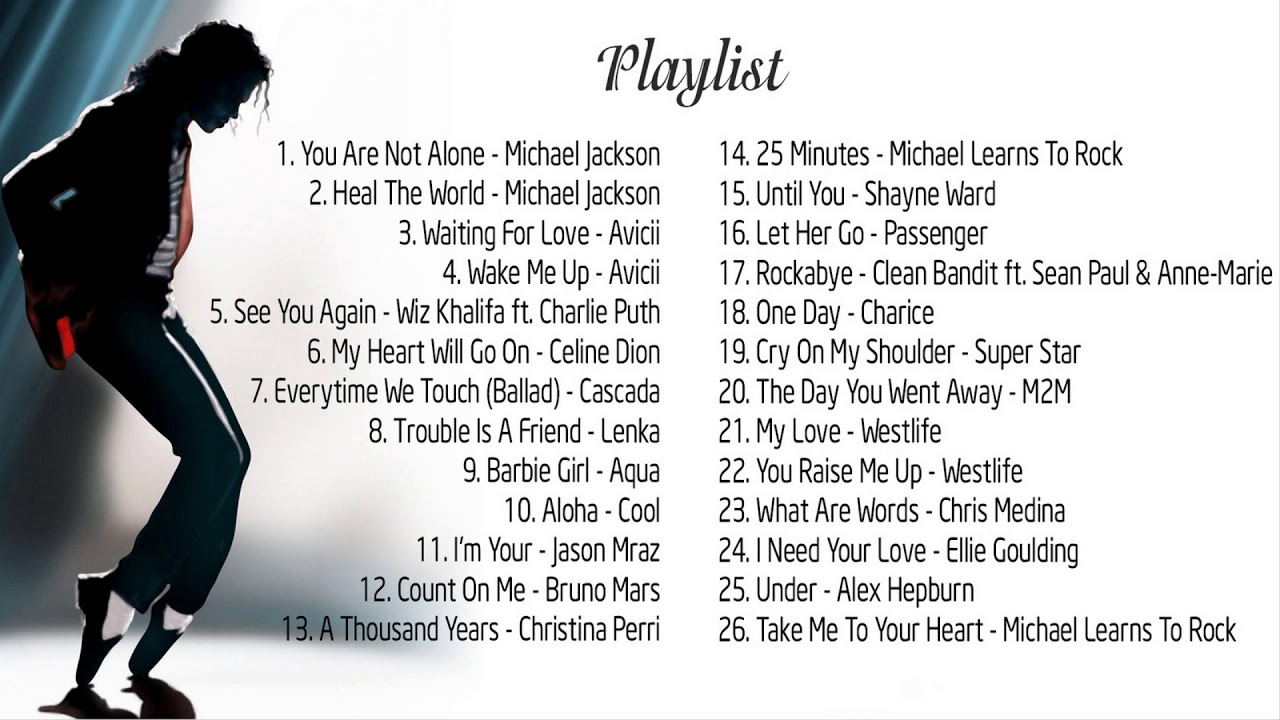 Playlist
1. You Are Not Alone - Michael Jackson
2. Heal The World - Michael Jackson
3. Waiting For Love - Avicii
4. Wake Me Up - Avicii
5. See You Again - Wiz Khalifa ft. Charlie Puth
6. My Heart Will Go On - Celine Dion
7. Everytime We Touch (Ballad) - Cascada
8. Trouble Is A Friend - Lenka
9. Barbie Girl - Aqua
10. Aloha - Cool
11. I'm Your - Jason Mraz
12. Count On Me - Bruno Mars
13. A Thousand Years - Christina Perri
14. 25 Minutes - Michael Learns To Rock
15. Until You - Shayne Ward
16. Let Her Go - Passenger
17. Rockabye - Clean Bandit ft. Sean Paul & Anne-Marie
18. One Day - Charice
19. Cry On My Shoulder - Super Star
20. The Day You Went Away - M2M
21. My Love - Westlife
22. You Raise Me Up - Westlife
23. What Are Words - Chris Medina
24. I Need Your Love - Ellie Goulding
25. Under - Alex Hepburn
26. Take Me To Your Heart - Michael Learns To Rock